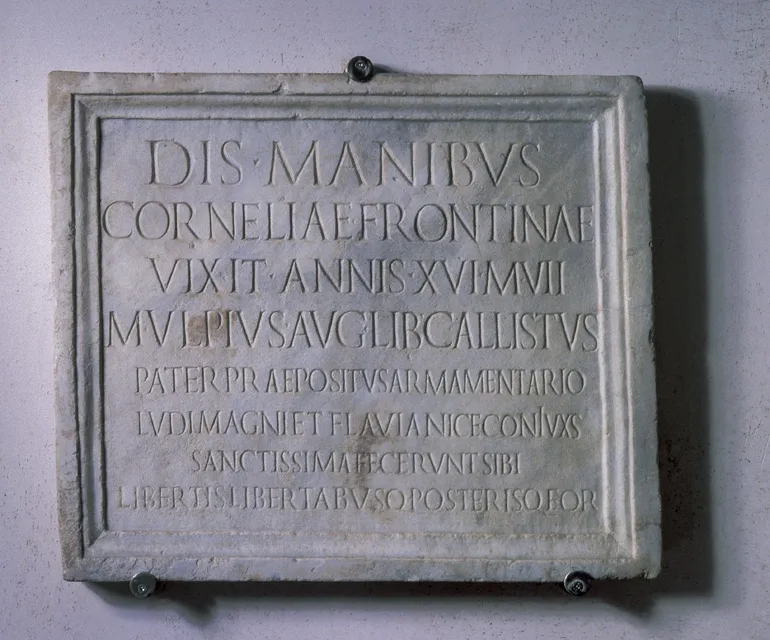 DIS · MANIBVS
CORNELIAE · FRONTINAE
VIXIT · ANNIS · XVI · M VII
M VLPIVS · AVG LIB CALLISTVS
PATER PRAEPOSITVS ARMAMENTARIO
LVDI MAGNI ET FLAVIA NICE CONIVXS
SANCTISSIMA FECERVNT SIBI
LIBERTIS LIBERTABVSQ POSTERISQ EOR